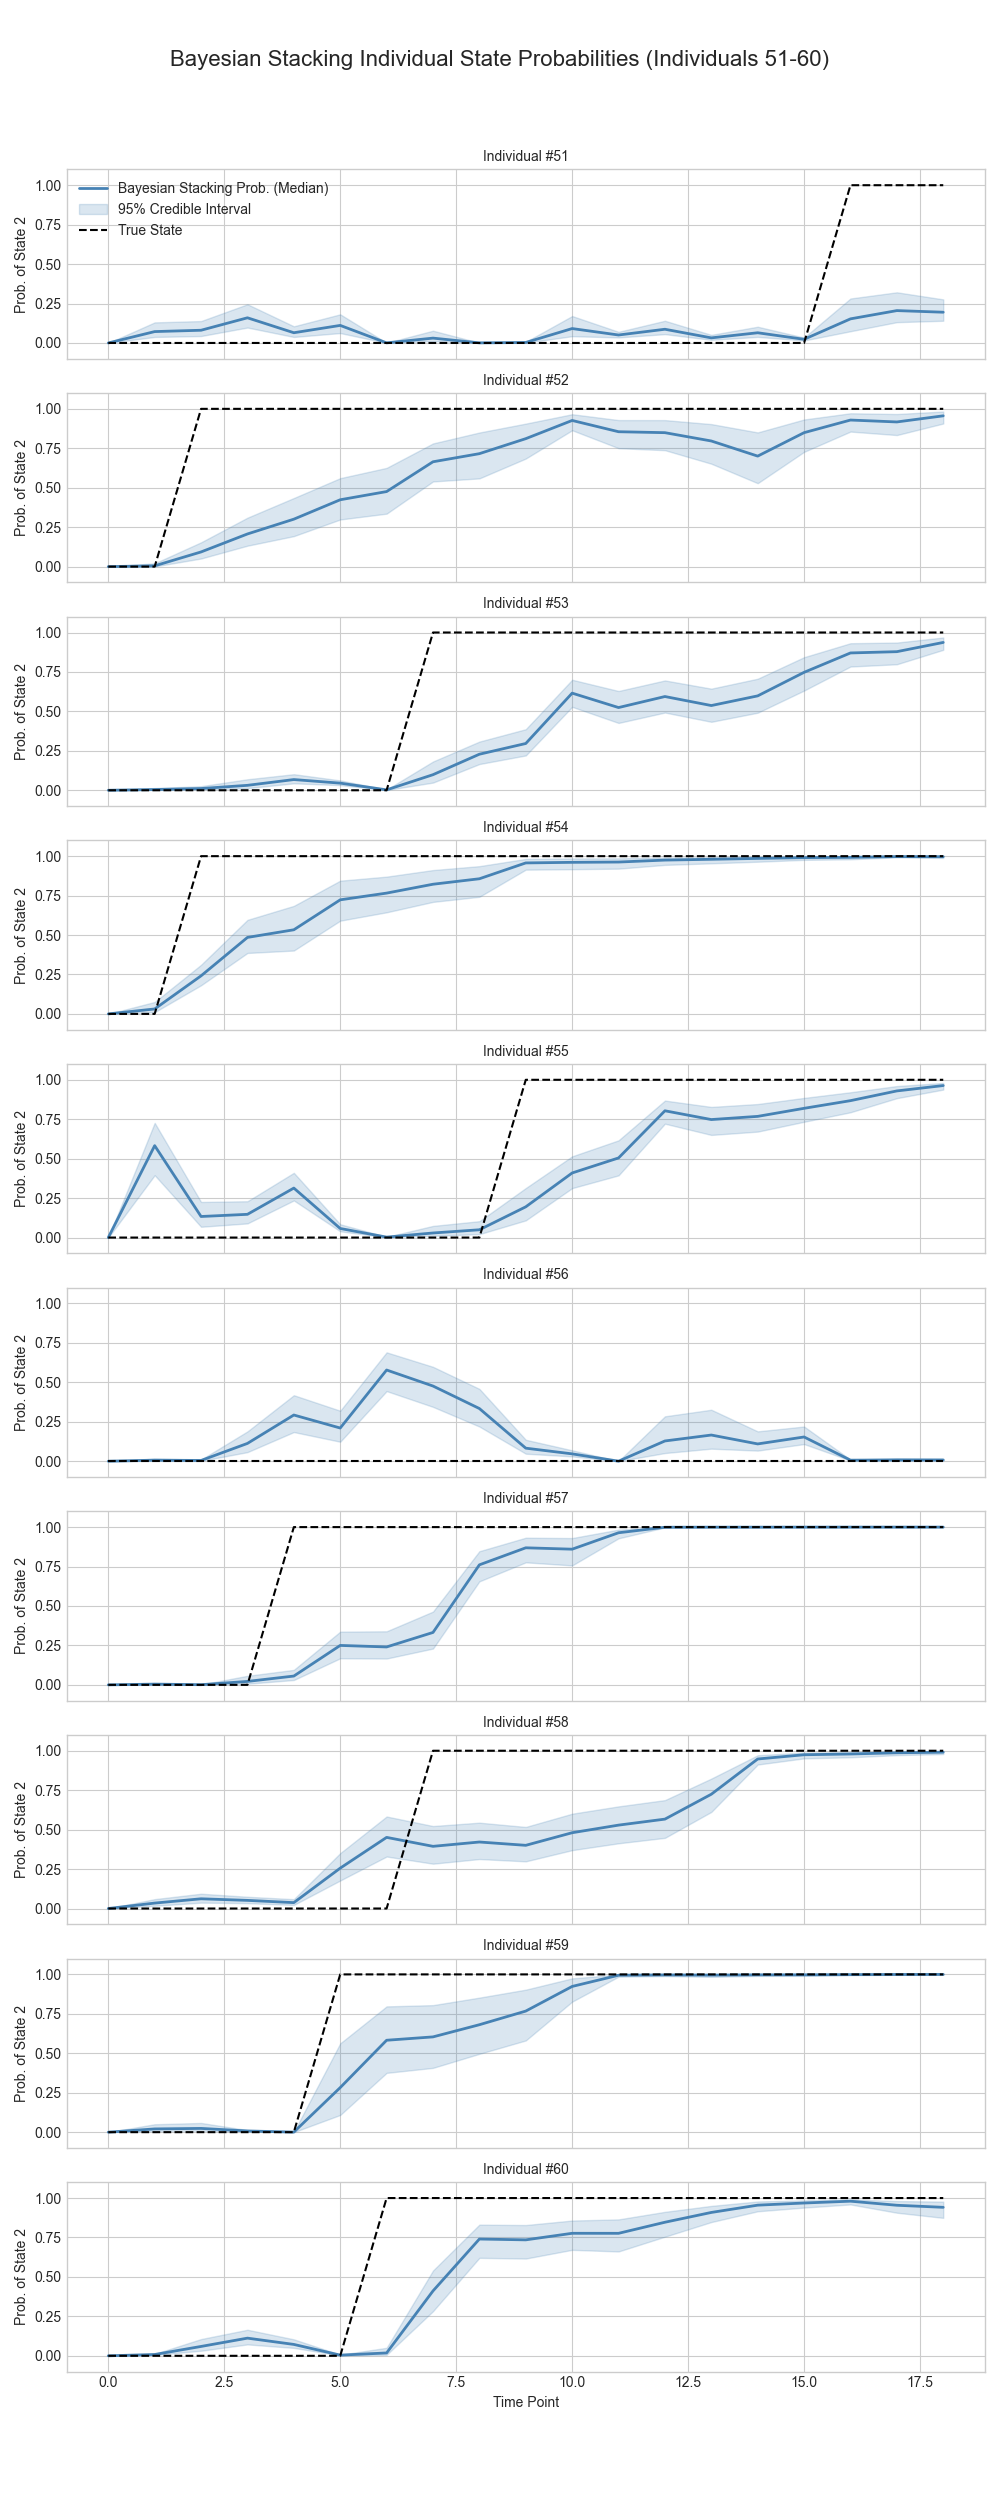 Bayesian Stacking Individual State Probabilities (Individuals 51-60)
Individual #51
Bayesian Stacking Prob. (Median)
95% Credible Interval
True State
Prob. of State 2
1.00
0.75
0.50
0.25
0.00
Individual #52
Prob. of State 2
1.00
0.75
0.50
0.25
0.00
Individual #53
Prob. of State 2
1.00
0.75
0.50
0.25
0.00
Individual #54
Prob. of State 2
1.00
0.75
0.50
0.25
0.00
Individual #55
Prob. of State 2
1.00
0.75
0.50
0.25
0.00
Individual #56
Prob. of State 2
1.00
0.75
0.50
0.25
0.00
Individual #57
Prob. of State 2
1.00
0.75
0.50
0.25
0.00
Individual #58
Prob. of State 2
1.00
0.75
0.50
0.25
0.00
Individual #59
Prob. of State 2
1.00
0.75
0.50
0.25
0.00
Individual #60
Prob. of State 2
1.00
0.75
0.50
0.25
0.00
0.0 2.5 5.0 7.5 10.0 12.5 15.0 17.5
Time Point